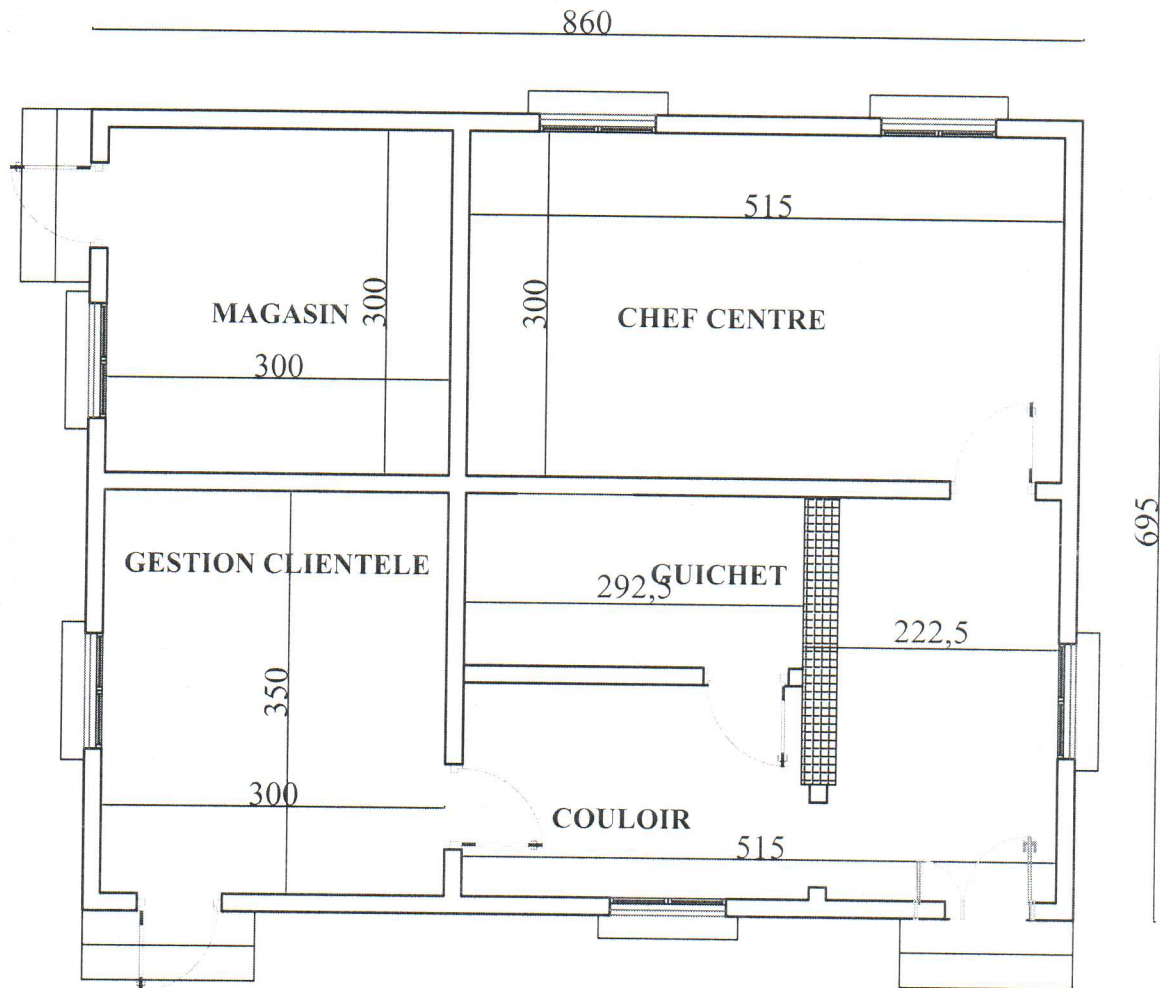 860
515
300
300
MAGASIN
CHEF CENTRE
300
695
GESTION CLIENTELE
GUICHET
292,5
222,5
350
300
COULOIR
515